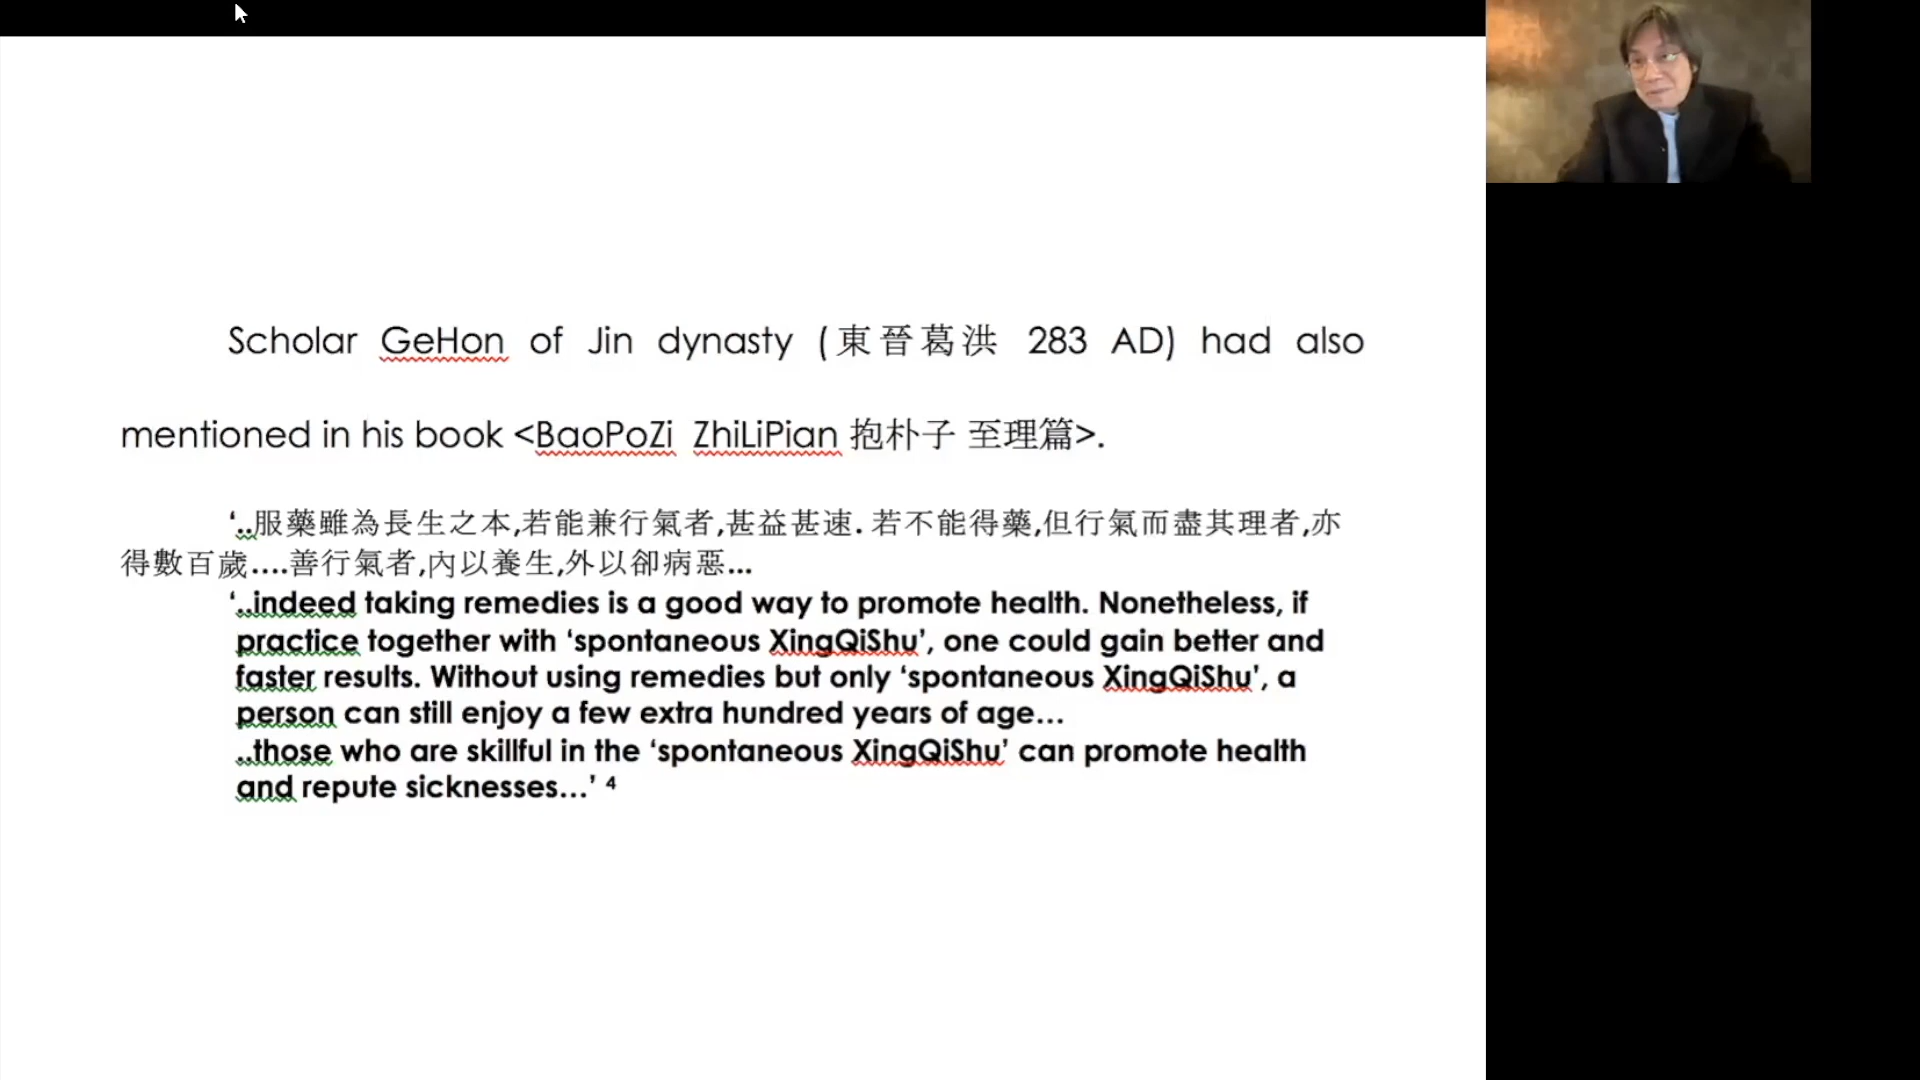 Scholar GeHon of Jin dynasty (東晉葛洪 283 AD) had also
mentioned in his book <BaoPoZi ZhiLiPian 抱朴子 至理篇>.
‘..服藥雖為長生之本,若能兼行氣者,甚益甚速. 若不能得藥,但行氣而盡其理者,亦
得數百歲....善行氣者,內以養生,外以卻病惡...
‘..indeed taking remedies is a good way to promote health. Nonetheless, if
practice together with ‘spontaneous XingQiShu’, one could gain better and
faster results. Without using remedies but only ‘spontaneous XingQiShu’, a
person can still enjoy a few extra hundred years of age...
..those who are skillful in the ‘spontaneous XingQiShu’ can promote health
and repute sicknesses...’ ⁴